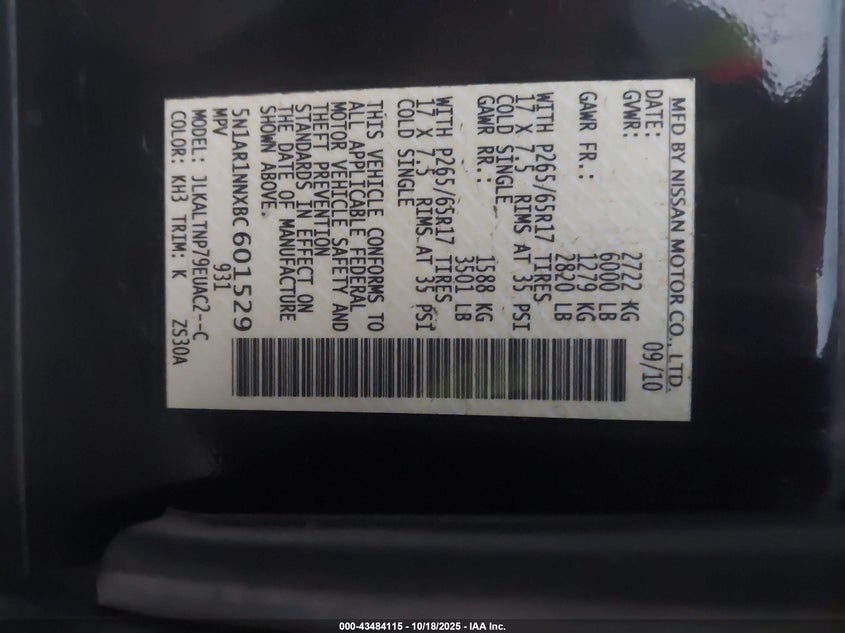 MFD BY NISSAN MOTOR CO., LTD.
DATE: 09/10
GVWR: 2722 KG
6000 LB
GAWR FR.: 1279 KG
2820 LB
WITH P265/65R17 TIRES
17 X 7.5 RIMS AT 35 PSI
COLD SINGLE
GAWR RR.: 1588 KG
3501 LB
WITH P265/65R17 TIRES
17 X 7.5 RIMS AT 35 PSI
COLD SINGLE
THIS VEHICLE CONFORMS TO
ALL APPLICABLE FEDERAL
MOTOR VEHICLE SAFETY AND
THEFT PREVENTION
STANDARDS IN EFFECT ON
THE DATE OF MANUFACTURE
SHOWN ABOVE.
5N1AR1NNXBC601529
MPV 931
MODEL: JLKALTNP79EUAC2--C
COLOR: KH3 TRIM: K ZS30A
000-43484115 - 10/18/2025 - IAA Inc.